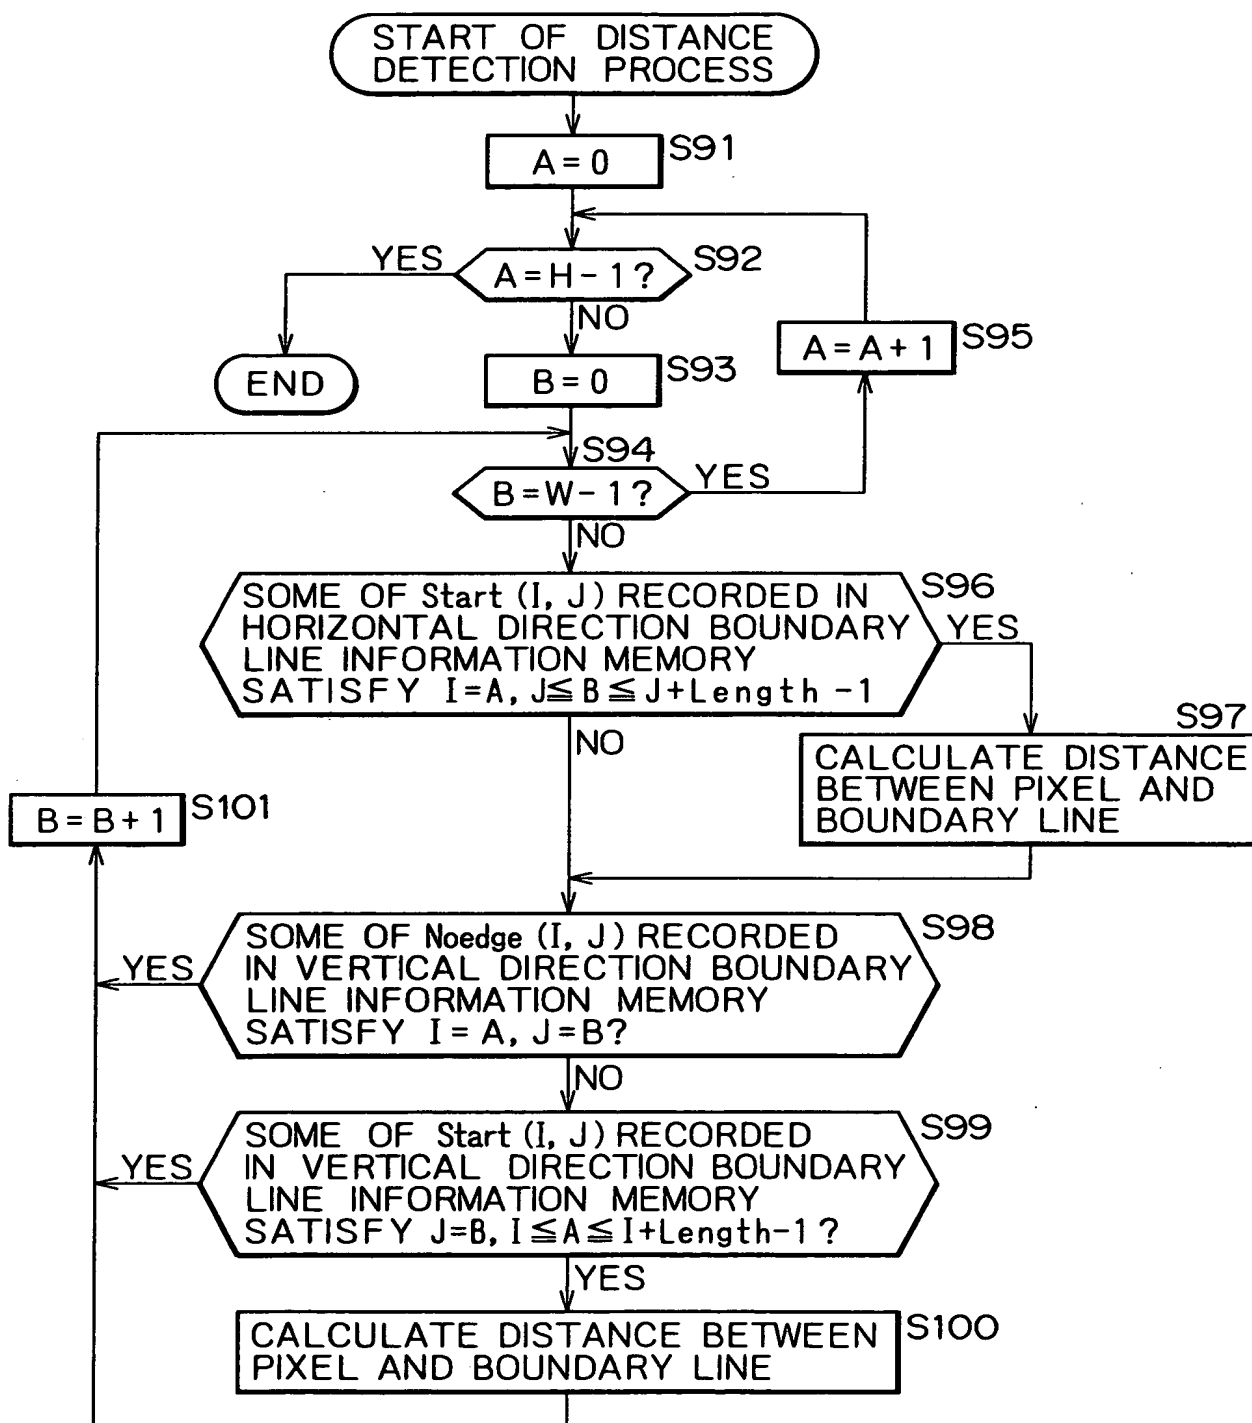 START OF DISTANCE
DETECTION PROCESS
A=0
S91
YES
A=H-1?
S92
NO
A=A+1
S95
END
B=0
S93
S94
B=W-1?
YES
NO
SOME OF Start (I, J) RECORDED IN
HORIZONTAL DIRECTION BOUNDARY
LINE INFORMATION MEMORY
SATISFY I=A, J≦B≦J+Length-1
S96
YES
NO
S97
CALCULATE DISTANCE
BETWEEN PIXEL AND
BOUNDARY LINE
B=B+1
S101
SOME OF Noedge (I, J) RECORDED
IN VERTICAL DIRECTION BOUNDARY
LINE INFORMATION MEMORY
SATISFY I=A, J=B?
S98
YES
NO
SOME OF Start (I, J) RECORDED
IN VERTICAL DIRECTION BOUNDARY
LINE INFORMATION MEMORY
SATISFY J=B, I≦A≦I+Length-1?
S99
YES
YES
CALCULATE DISTANCE BETWEEN
PIXEL AND BOUNDARY LINE
S100